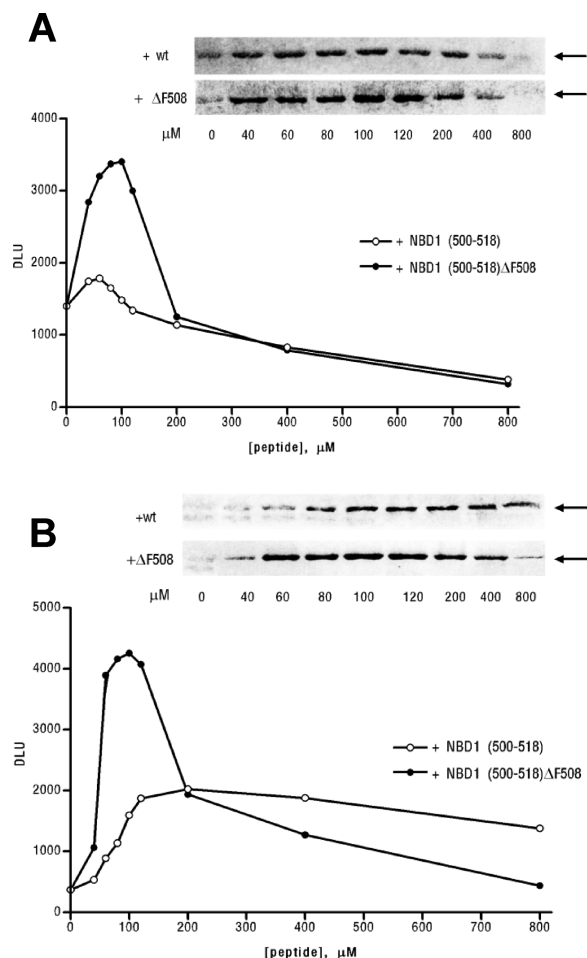 A
+ wt
+ ΔF508
μM 0 40 60 80 100 120 200 400 800
4000
3000
2000
1000
0
DLU
+ NBD1 (500-518)
+ NBD1 (500-518)ΔF508
0 100 200 300 400 500 600 700 800
[peptide], μM
B
+wt
+ΔF508
μM 0 40 60 80 100 120 200 400 800
5000
4000
3000
2000
1000
0
DLU
+ NBD1 (500-518)
+ NBD1 (500-518)ΔF508
0 100 200 300 400 500 600 700 800
[peptide], μM